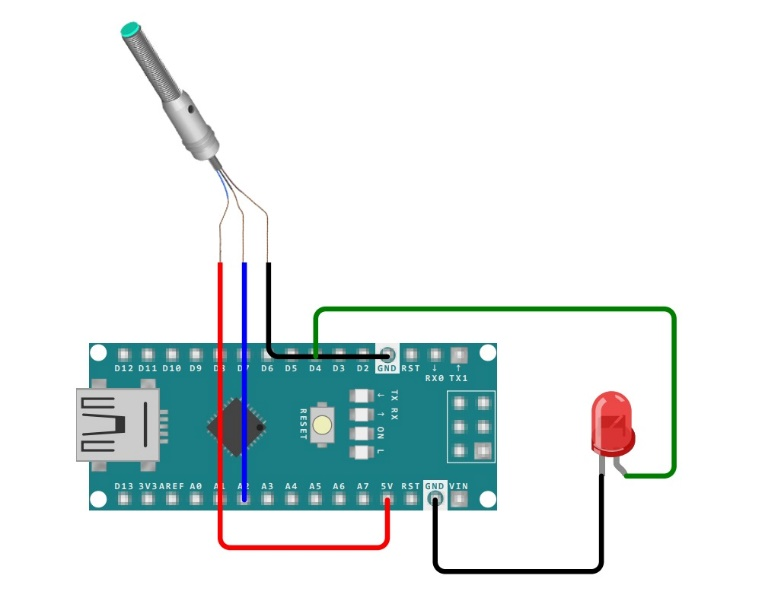 D12 D11 D10 D9 D8 D7 D6 D5 D4 D3 D2 GND RST ↓ ↑
RX0 TX1
RESET
↓ TX
↑ RX
ON
L
D13 3V3 AREF A0 A1 A2 A3 A4 A5 A6 A7 5V RST GND VIN